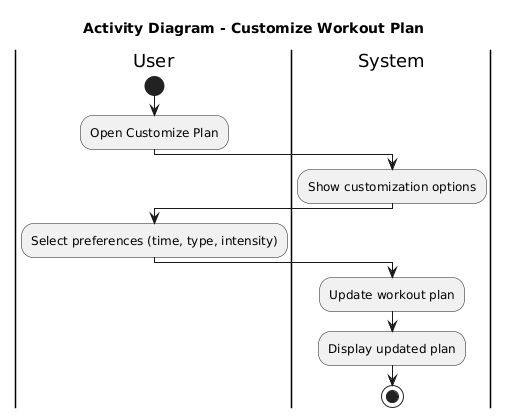 Activity Diagram - Customize Workout Plan
User
System
Open Customize Plan
Show customization options
Select preferences (time, type, intensity)
Update workout plan
Display updated plan